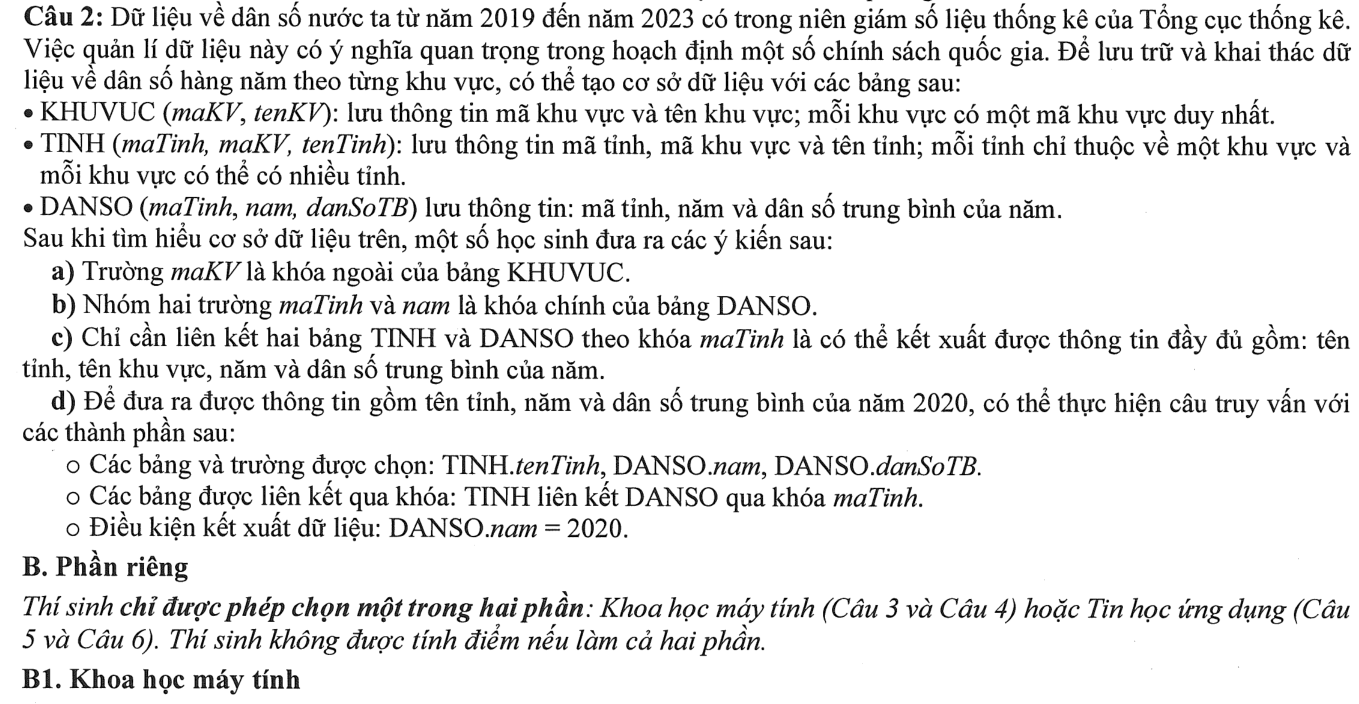 Câu 2: Dữ liệu về dân số nước ta từ năm 2019 đến năm 2023 có trong niên giám số liệu thống kê của Tổng cục thống kê.
Việc quản lí dữ liệu này có ý nghĩa quan trọng trong hoạch định một số chính sách quốc gia. Để lưu trữ và khai thác dữ
liệu về dân số hàng năm theo từng khu vực, có thể tạo cơ sở dữ liệu với các bảng sau:
• KHUVUC (maKV, tenKV): lưu thông tin mã khu vực và tên khu vực; mỗi khu vực có một mã khu vực duy nhất.
• TINH (maTinh, maKV, tenTinh): lưu thông tin mã tỉnh, mã khu vực và tên tỉnh; mỗi tỉnh chỉ thuộc về một khu vực và
mỗi khu vực có thể có nhiều tỉnh.
• DANSO (maTinh, nam, danSoTB) lưu thông tin: mã tỉnh, năm và dân số trung bình của năm.
Sau khi tìm hiểu cơ sở dữ liệu trên, một số học sinh đưa ra các ý kiến sau:
a) Trường maKV là khóa ngoài của bảng KHUVUC.
b) Nhóm hai trường maTinh và nam là khóa chính của bảng DANSO.
c) Chỉ cần liên kết hai bảng TINH và DANSO theo khóa maTinh là có thể kết xuất được thông tin đầy đủ gồm: tên
tỉnh, tên khu vực, năm và dân số trung bình của năm.
d) Để đưa ra được thông tin gồm tên tỉnh, năm và dân số trung bình của năm 2020, có thể thực hiện câu truy vấn với
các thành phần sau:
○ Các bảng và trường được chọn: TINH.tenTinh, DANSO.nam, DANSO.danSoTB.
○ Các bảng được liên kết qua khóa: TINH liên kết DANSO qua khóa maTinh.
○ Điều kiện kết xuất dữ liệu: DANSO.nam = 2020.
B. Phần riêng
Thí sinh chỉ được phép chọn một trong hai phần: Khoa học máy tính (Câu 3 và Câu 4) hoặc Tin học ứng dụng (Câu
5 và Câu 6). Thí sinh không được tính điểm nếu làm cả hai phần.
B1. Khoa học máy tính